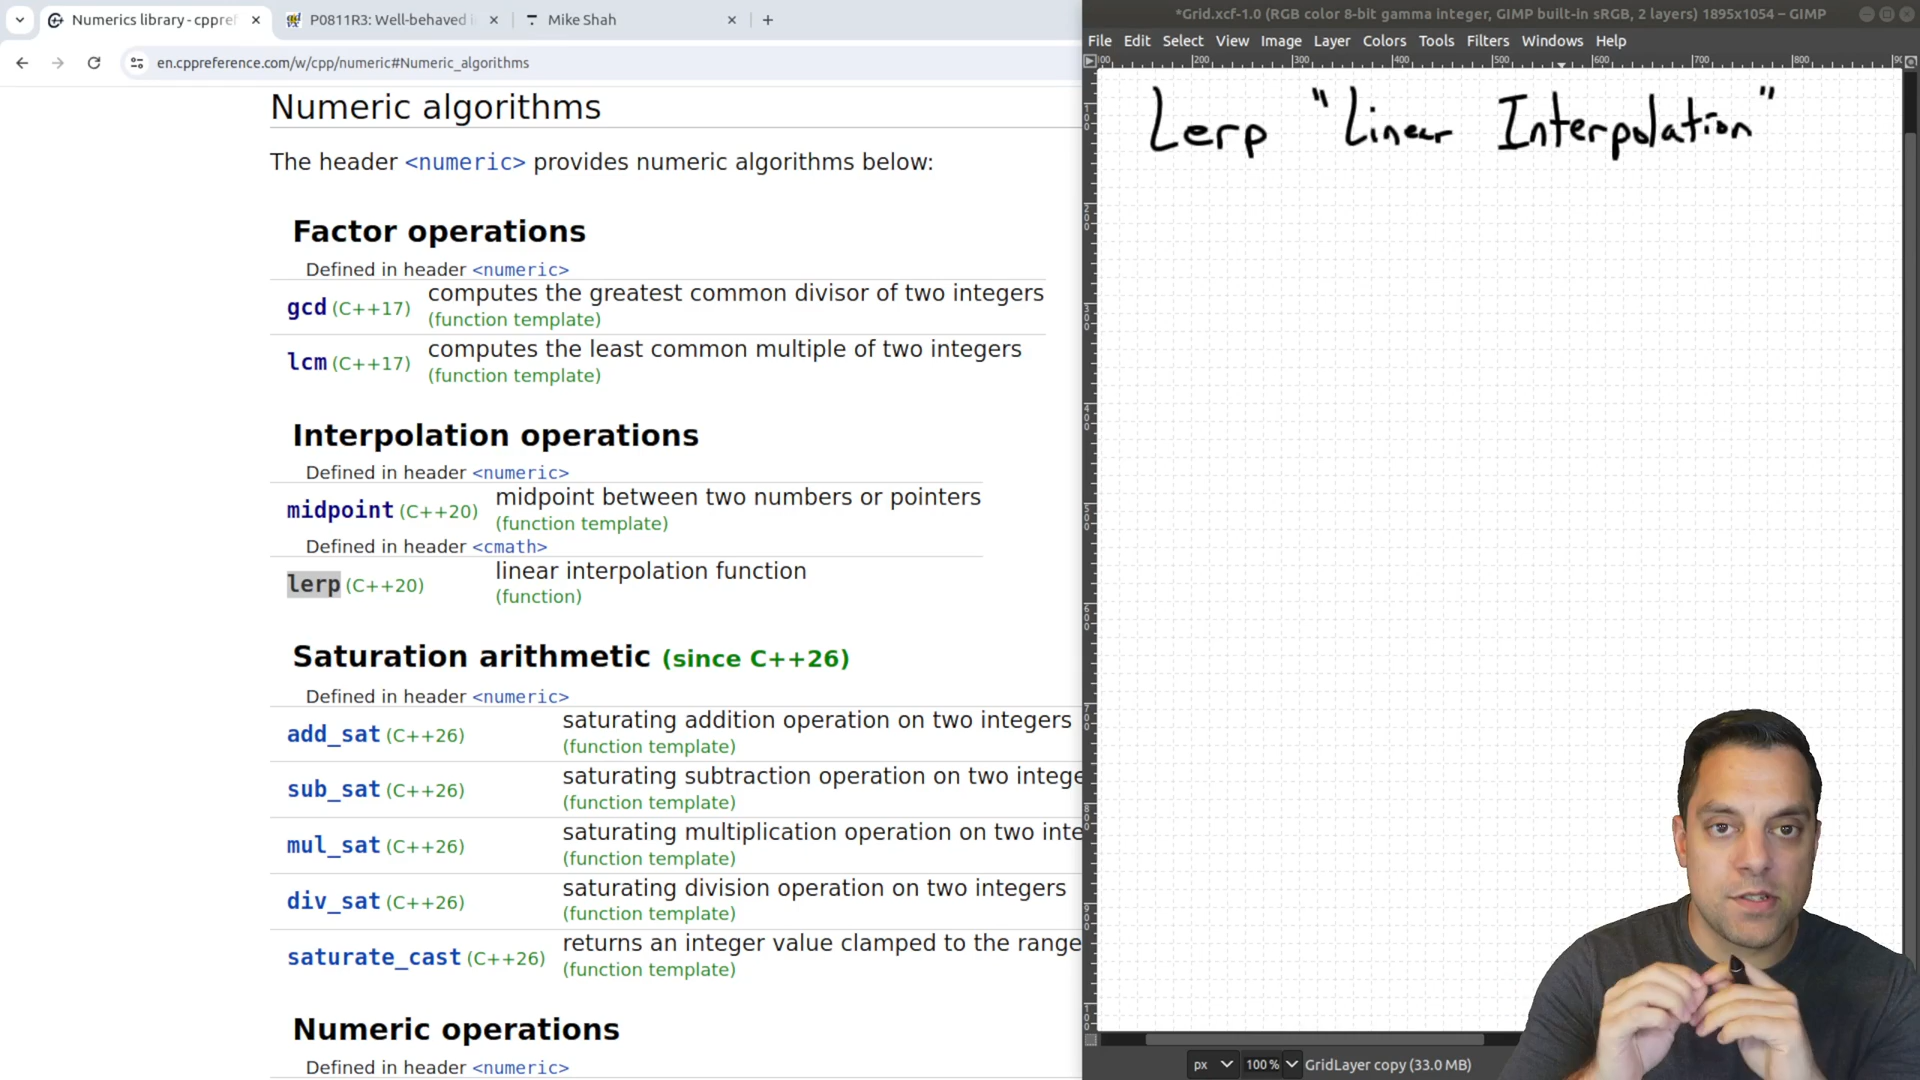 Numerics library - cppref
P0811R3: Well-behaved i
Mike Shah
en.cppreference.com/w/cpp/numeric#Numeric_algorithms
Numeric algorithms
The header <numeric> provides numeric algorithms below:
Factor operations
Defined in header <numeric>
gcd (C++17) computes the greatest common divisor of two integers
(function template)
lcm (C++17) computes the least common multiple of two integers
(function template)
Interpolation operations
Defined in header <numeric>
midpoint (C++20) midpoint between two numbers or pointers
(function template)
Defined in header <cmath>
lerp (C++20) linear interpolation function
(function)
Saturation arithmetic (since C++26)
Defined in header <numeric>
add_sat (C++26) saturating addition operation on two integers
(function template)
sub_sat (C++26) saturating subtraction operation on two intege
(function template)
mul_sat (C++26) saturating multiplication operation on two inte
(function template)
div_sat (C++26) saturating division operation on two integers
(function template)
saturate_cast (C++26) returns an integer value clamped to the range
(function template)
Numeric operations
Defined in header <numeric>
*Grid.xcf-1.0 (RGB color 8-bit gamma integer, GIMP built-in sRGB, 2 layers) 1895x1054 – GIMP
File Edit Select View Image Layer Colors Tools Filters Windows Help
200 300 400 500 600 700 800
Lerp "Linear Interpolation"
px 100% GridLayer copy (33.0 MB)